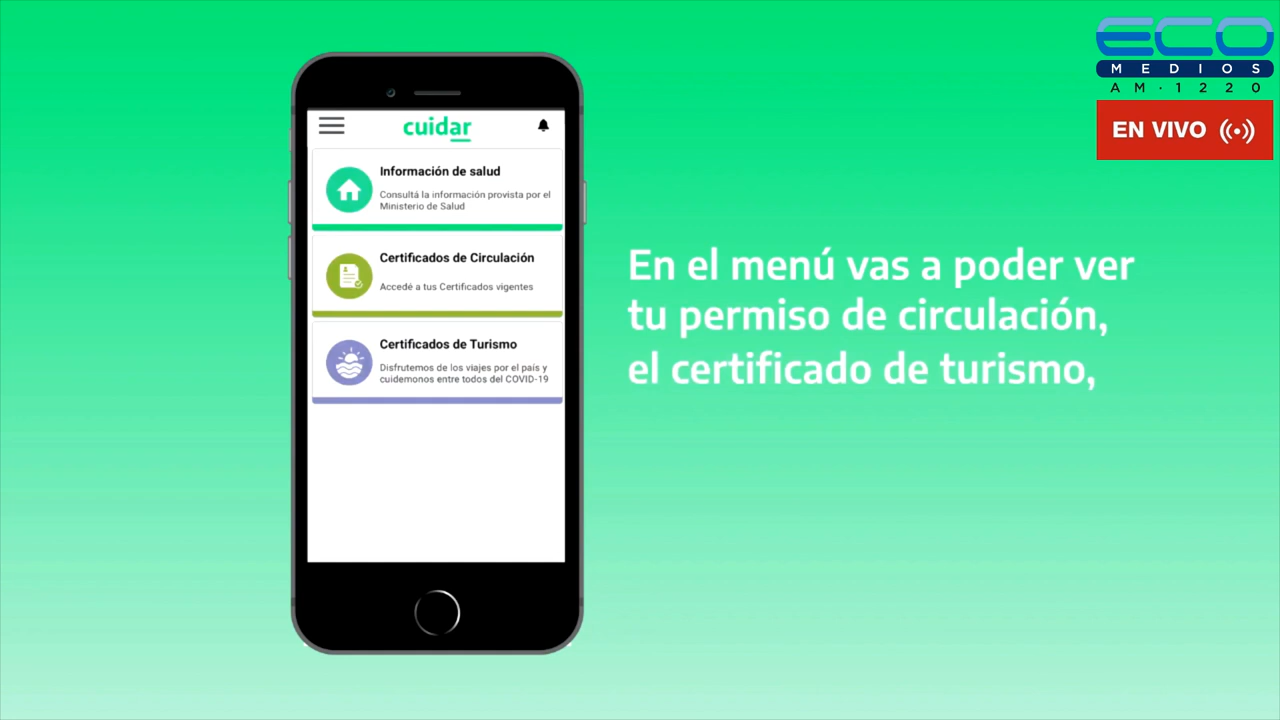 ECO
MEDIOS
AM·1220
EN VIVO
cuidar
Información de salud
Consultá la información provista por el
Ministerio de Salud
Certificados de Circulación
Accedé a tus Certificados vigentes
Certificados de Turismo
Disfrutemos de los viajes por el país y
cuidemonos entre todos del COVID-19
En el menú vas a poder ver
tu permiso de circulación,
el certificado de turismo,